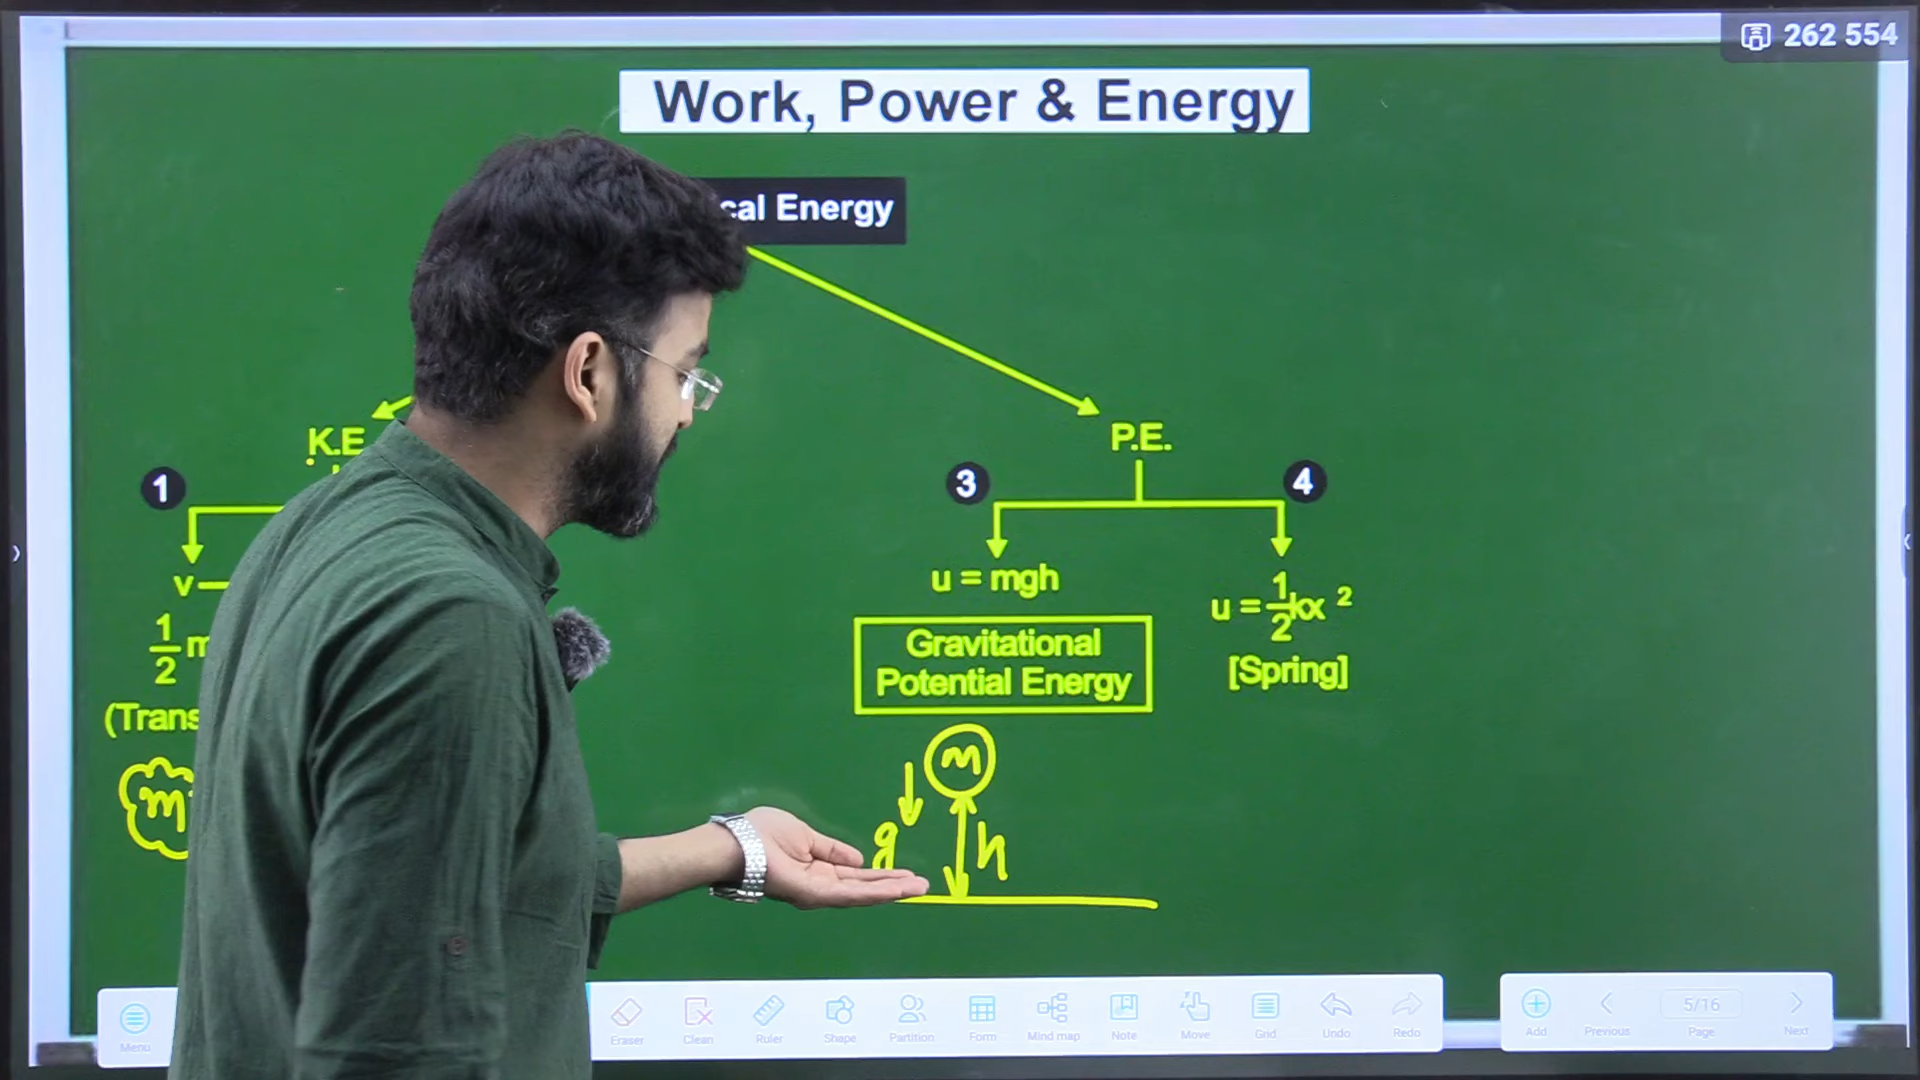 262 554
Work, Power & Energy
cal Energy
K.E
P.E.
1
3
4
v
u = mgh
u = 1/2 kx ²
1/2 m
Gravitational
Potential Energy
[Spring]
(Trans
m
m
g
h
Menu
Eraser
Clean
Ruler
Shape
Partition
Form
Mind map
Note
Move
Grid
Undo
Redo
Add
Previous
5/16
Page
Next